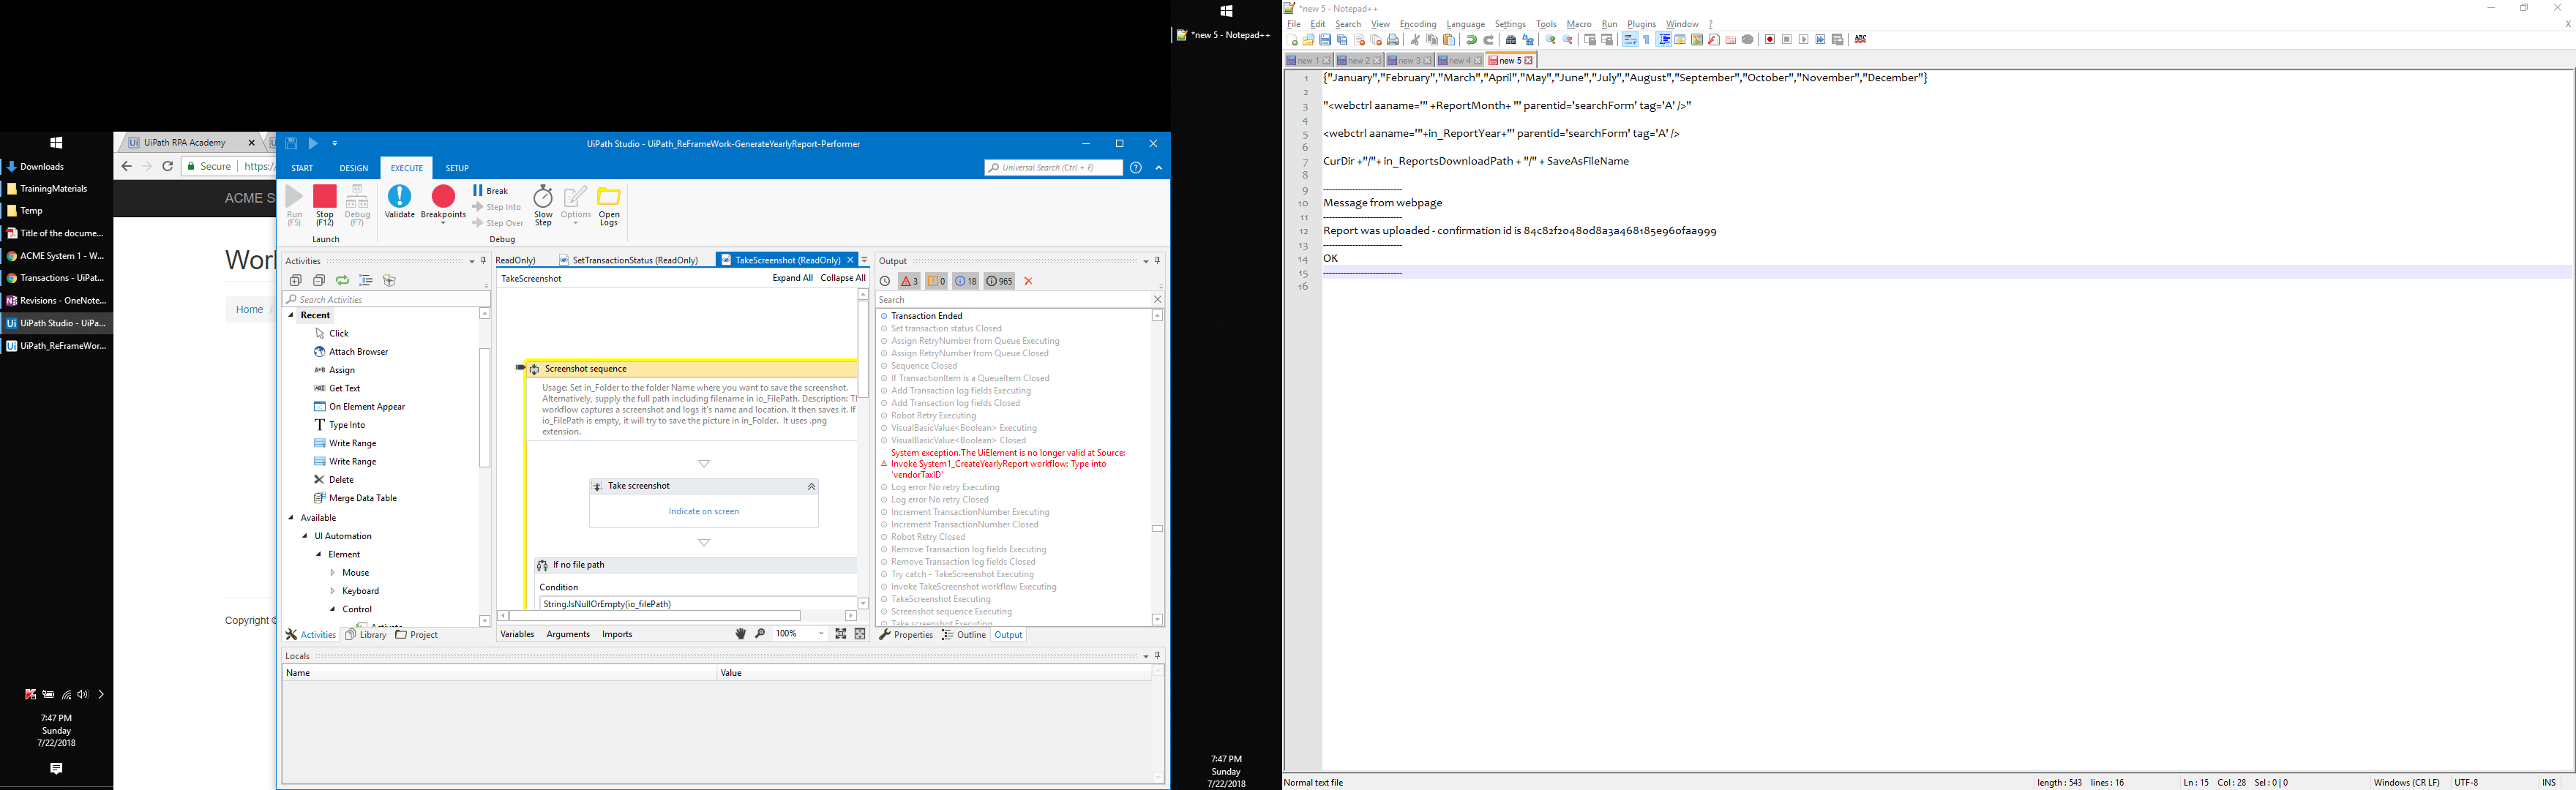 Downloads
TrainingMaterials
Temp
Title of the docume...
ACME System 1 - W...
Transactions - UiPat...
Revisions - OneNote...
UiPath Studio - UiPa...
UiPath_ReFrameWor...
7:47 PM
Sunday
7/22/2018
UiPath RPA Academy
Secure https:/
ACME S
Work
Home /
Copyright ©
UiPath Studio - UiPath_ReFrameWork-GenerateYearlyReport-Performer
START DESIGN EXECUTE SETUP
Universal Search (Ctrl + F)
Run (F5)
Stop (F12)
Debug (F7)
Launch
Validate
Breakpoints
Break
Step Into
Step Over
Slow Step
Options
Open Logs
Debug
Activities
Search Activities
Recent
Click
Attach Browser
Assign
Get Text
On Element Appear
Type Into
Write Range
Write Range
Delete
Merge Data Table
Available
UI Automation
Element
Mouse
Keyboard
Control
Activities Library Project
ReadOnly) SetTransactionStatus (ReadOnly) TakeScreenshot (ReadOnly)
TakeScreenshot Expand All Collapse All
Screenshot sequence
Usage: Set in_Folder to the folder Name where you want to save the screenshot.
Alternatively, supply the full path including filename in io_FilePath. Description: Th
workflow captures a screenshot and logs it's name and location. It then saves it. If
io_FilePath is empty, it will try to save the picture in in_Folder. It uses .png
extension.
Take screenshot
Indicate on screen
If no file path
Condition
String.IsNullOrEmpty(io_filePath)
Variables Arguments Imports 100%
Output
3 0 18 965
Search
Transaction Ended
Set transaction status Closed
Assign RetryNumber from Queue Executing
Assign RetryNumber from Queue Closed
Sequence Closed
If TransactionItem is a QueueItem Closed
Add Transaction log fields Executing
Add Transaction log fields Closed
Robot Retry Executing
VisualBasicValue<Boolean> Executing
VisualBasicValue<Boolean> Closed
System exception.The UiElement is no longer valid at Source:
Invoke System1_CreateYearlyReport workflow: Type into
'vendorTaxID'
Log error No retry Executing
Log error No retry Closed
Increment TransactionNumber Executing
Increment TransactionNumber Closed
Robot Retry Closed
Remove Transaction log fields Executing
Remove Transaction log fields Closed
Try catch - TakeScreenshot Executing
Invoke TakeScreenshot workflow Executing
TakeScreenshot Executing
Screenshot sequence Executing
Take screenshot Executing
Properties Outline Output
Locals
Name Value
*new 5 - Notepad++
7:47 PM
Sunday
7/22/2018
*new 5 - Notepad++
File Edit Search View Encoding Language Settings Tools Macro Run Plugins Window ? X
new 1 new 2 new 3 new 4 new 5
1 {"January","February","March","April","May","June","July","August","September","October","November","December"}
2
3 "<webctrl aaname='" +ReportMonth+ "' parentid='searchForm' tag='A' />"
4
5 <webctrl aaname='"+in_ReportYear+"' parentid='searchForm' tag='A' />
6
7 CurDir +"/"+ in_ReportsDownloadPath + "/" + SaveAsFileName
8
9 ---------------------------
10 Message from webpage
11 ---------------------------
12 Report was uploaded - confirmation id is 84c82f20480d8a3a468185e960faa999
13 ---------------------------
14 OK
15 ---------------------------
16
Normal text file length : 543 lines : 16 Ln : 15 Col : 28 Sel : 0 | 0 Windows (CR LF) UTF-8 INS